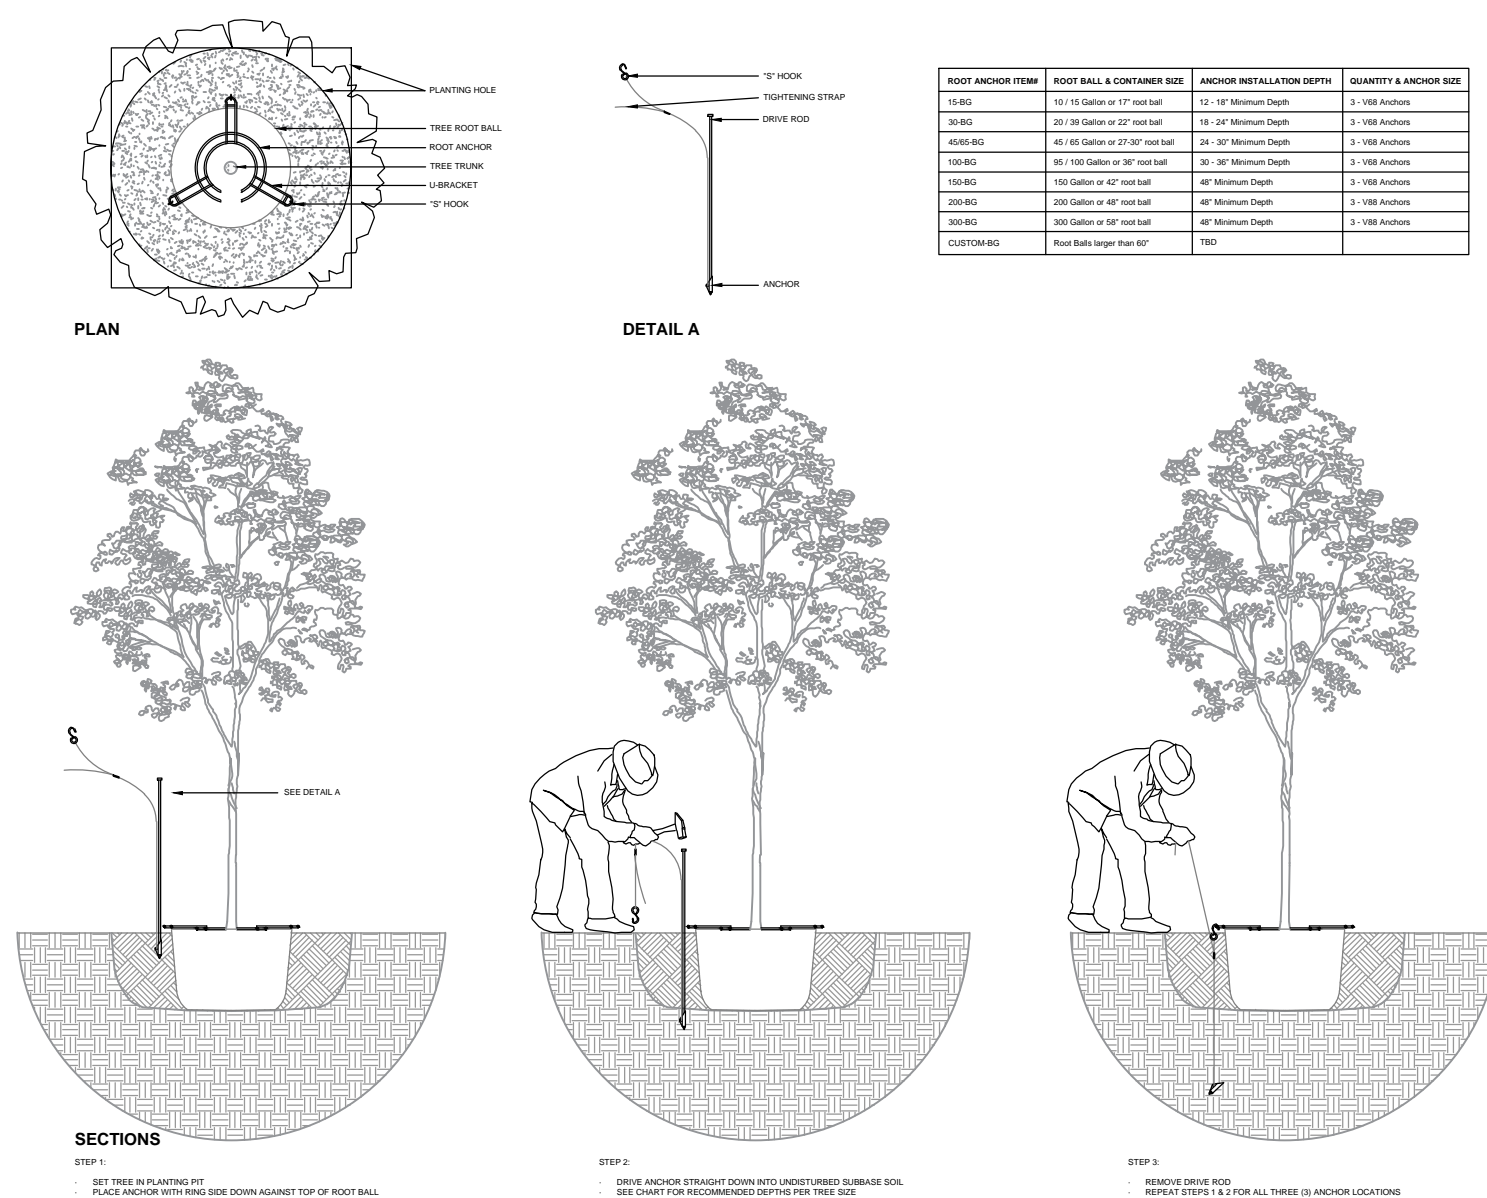 PLANTING HOLE
TREE ROOT BALL
ROOT ANCHOR
TREE TRUNK
U-BRACKET
"S" HOOK
PLAN
"S" HOOK
TIGHTENING STRAP
DRIVE ROD
ANCHOR
DETAIL A
ROOT ANCHOR ITEM# ROOT BALL & CONTAINER SIZE ANCHOR INSTALLATION DEPTH QUANTITY & ANCHOR SIZE
15-BG 10 / 15 Gallon or 17" root ball 12 - 18" Minimum Depth 3 - V68 Anchors
30-BG 20 / 39 Gallon or 22" root ball 18 - 24" Minimum Depth 3 - V68 Anchors
45/65-BG 45 / 65 Gallon or 27-30" root ball 24 - 30" Minimum Depth 3 - V68 Anchors
100-BG 95 / 100 Gallon or 36" root ball 30 - 36" Minimum Depth 3 - V68 Anchors
150-BG 150 Gallon or 42" root ball 48" Minimum Depth 3 - V68 Anchors
200-BG 200 Gallon or 48" root ball 48" Minimum Depth 3 - V88 Anchors
300-BG 300 Gallon or 58" root ball 48" Minimum Depth 3 - V88 Anchors
CUSTOM-BG Root Balls larger than 60" TBD
SEE DETAIL A
SECTIONS
STEP 1:
· SET TREE IN PLANTING PIT
· PLACE ANCHOR WITH RING SIDE DOWN AGAINST TOP OF ROOT BALL
STEP 2:
· DRIVE ANCHOR STRAIGHT DOWN INTO UNDISTURBED SUBBASE SOIL
· SEE CHART FOR RECOMMENDED DEPTHS PER TREE SIZE
STEP 3:
· REMOVE DRIVE ROD
· REPEAT STEPS 1 & 2 FOR ALL THREE (3) ANCHOR LOCATIONS